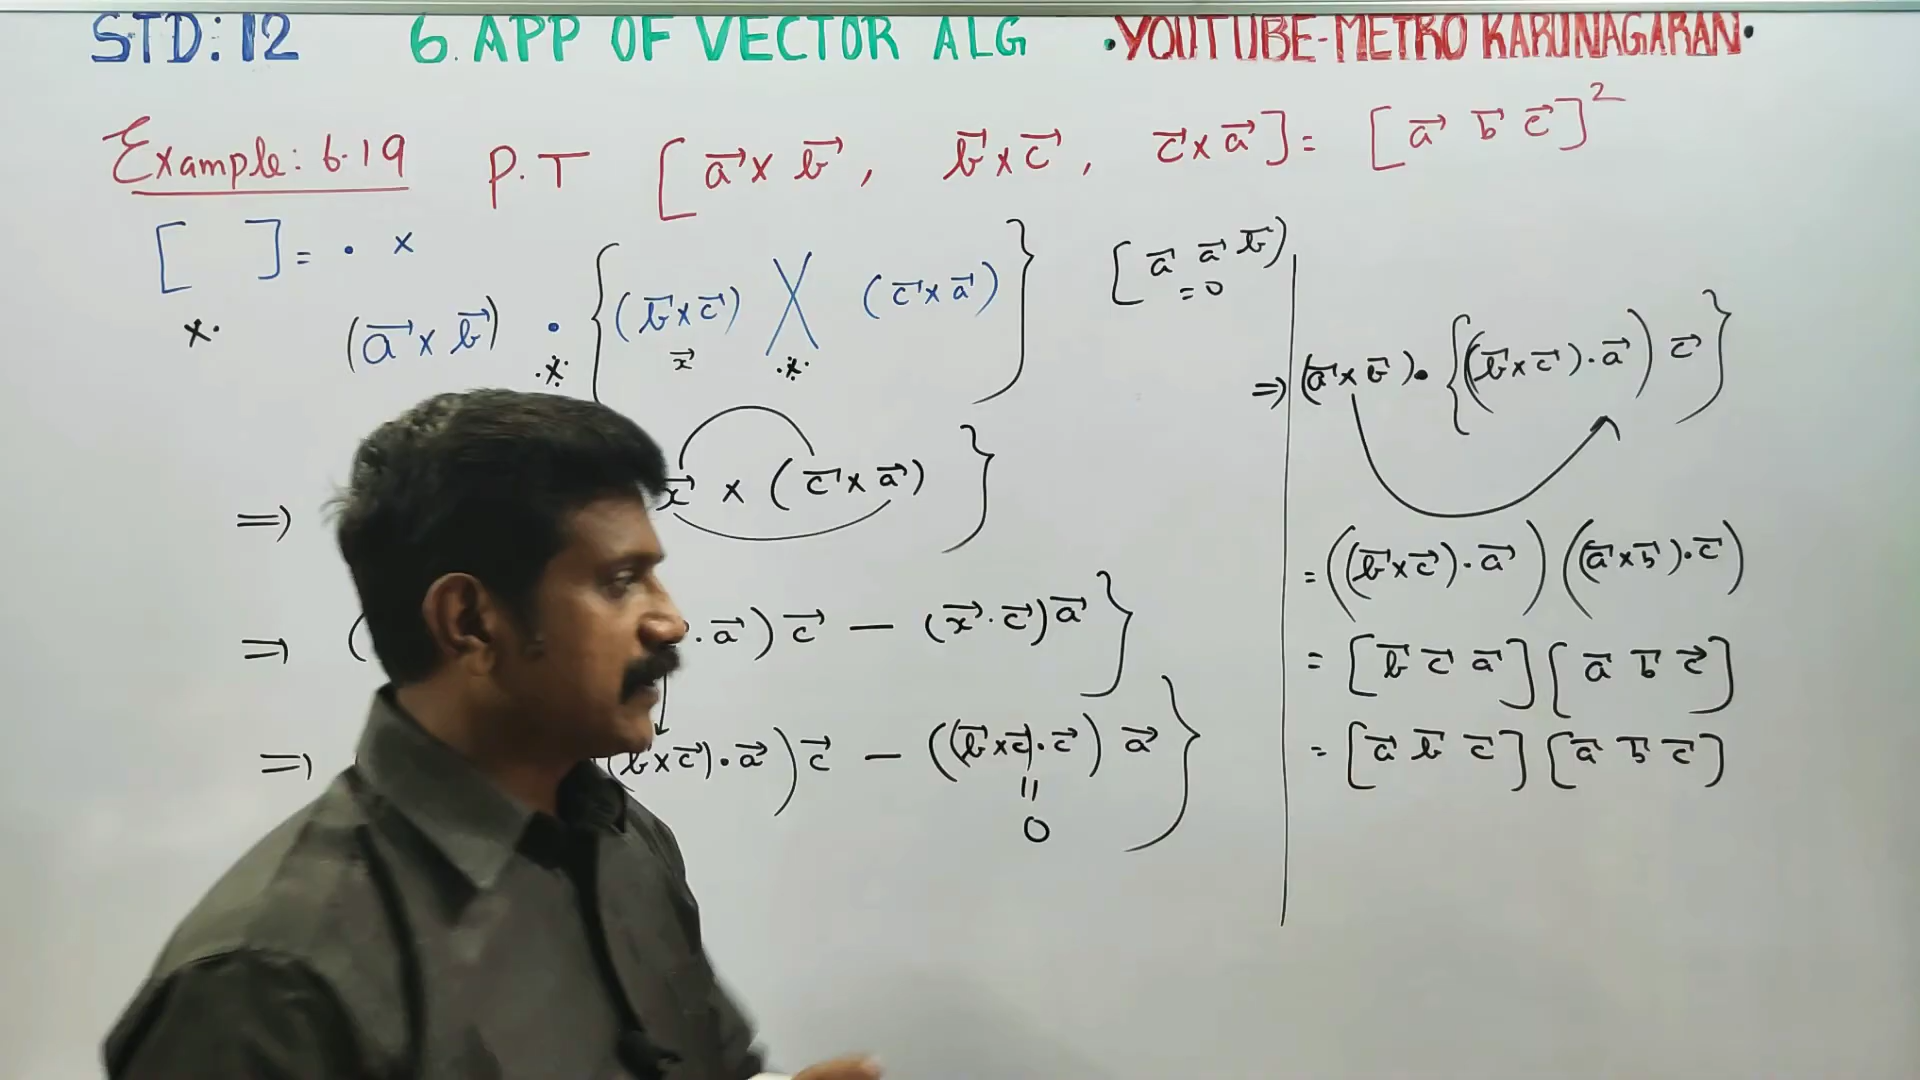 STD: 12 6. APP OF VECTOR ALG •YOUTUBE-METRO KARUNAGARAN•
Example: 6.19 P.T [a⃗ × b⃗, b⃗ × c⃗, c⃗ × a⃗] = [a⃗ b⃗ c⃗]²
[ ] = · ×
×·
(a⃗ × b⃗) · {(b⃗ × c⃗) × (c⃗ × a⃗)}
x⃗
·×· ·×·
⇒ x⃗ × (c⃗ × a⃗)}
⇒ ( · a⃗) c⃗ − (x⃗ · c⃗) a⃗}
⇒ (b⃗ × c⃗) · a⃗) c⃗ − ((b⃗ × c⃗) · c⃗) a⃗}
॥
0
[a⃗ a⃗ b⃗)
= 0
⇒ (a⃗ × b⃗) · {((b⃗ × c⃗) · a⃗) c⃗}
= ((b⃗ × c⃗) · a⃗) ((a⃗ × b⃗) · c⃗)
= [b⃗ c⃗ a⃗] [a⃗ b⃗ c⃗]
= [a⃗ b⃗ c⃗] [a⃗ b⃗ c⃗]